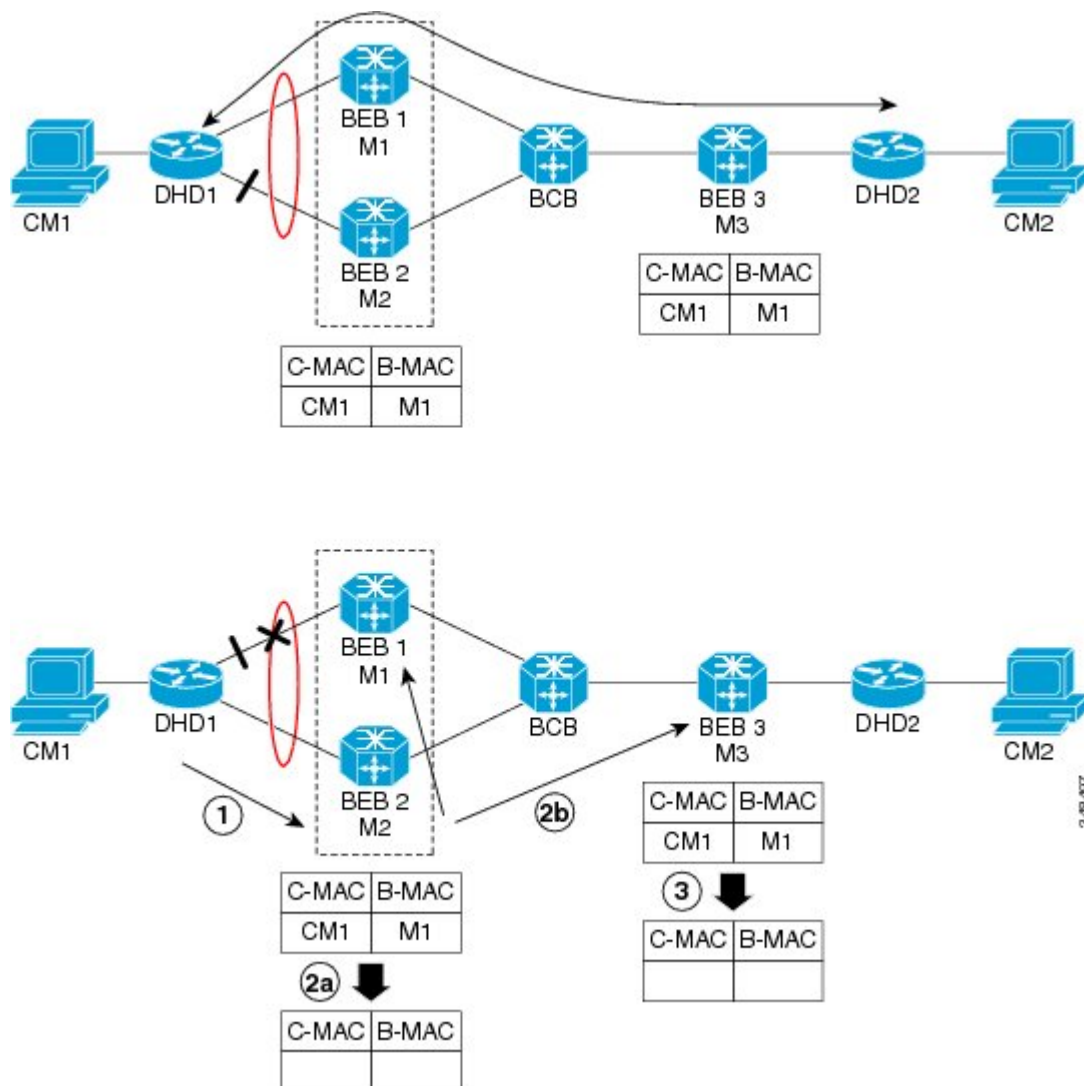 BEB 1
M1
CM1
DHD1
BCB
BEB 3
M3
DHD2
CM2
BEB 2
M2
C-MAC B-MAC
CM1 M1
C-MAC B-MAC
CM1 M1
BEB 1
M1
CM1
DHD1
BCB
BEB 3
M3
DHD2
CM2
1
BEB 2
M2
2b
C-MAC B-MAC
CM1 M1
3
C-MAC B-MAC
C-MAC B-MAC
CM1 M1
2a
C-MAC B-MAC